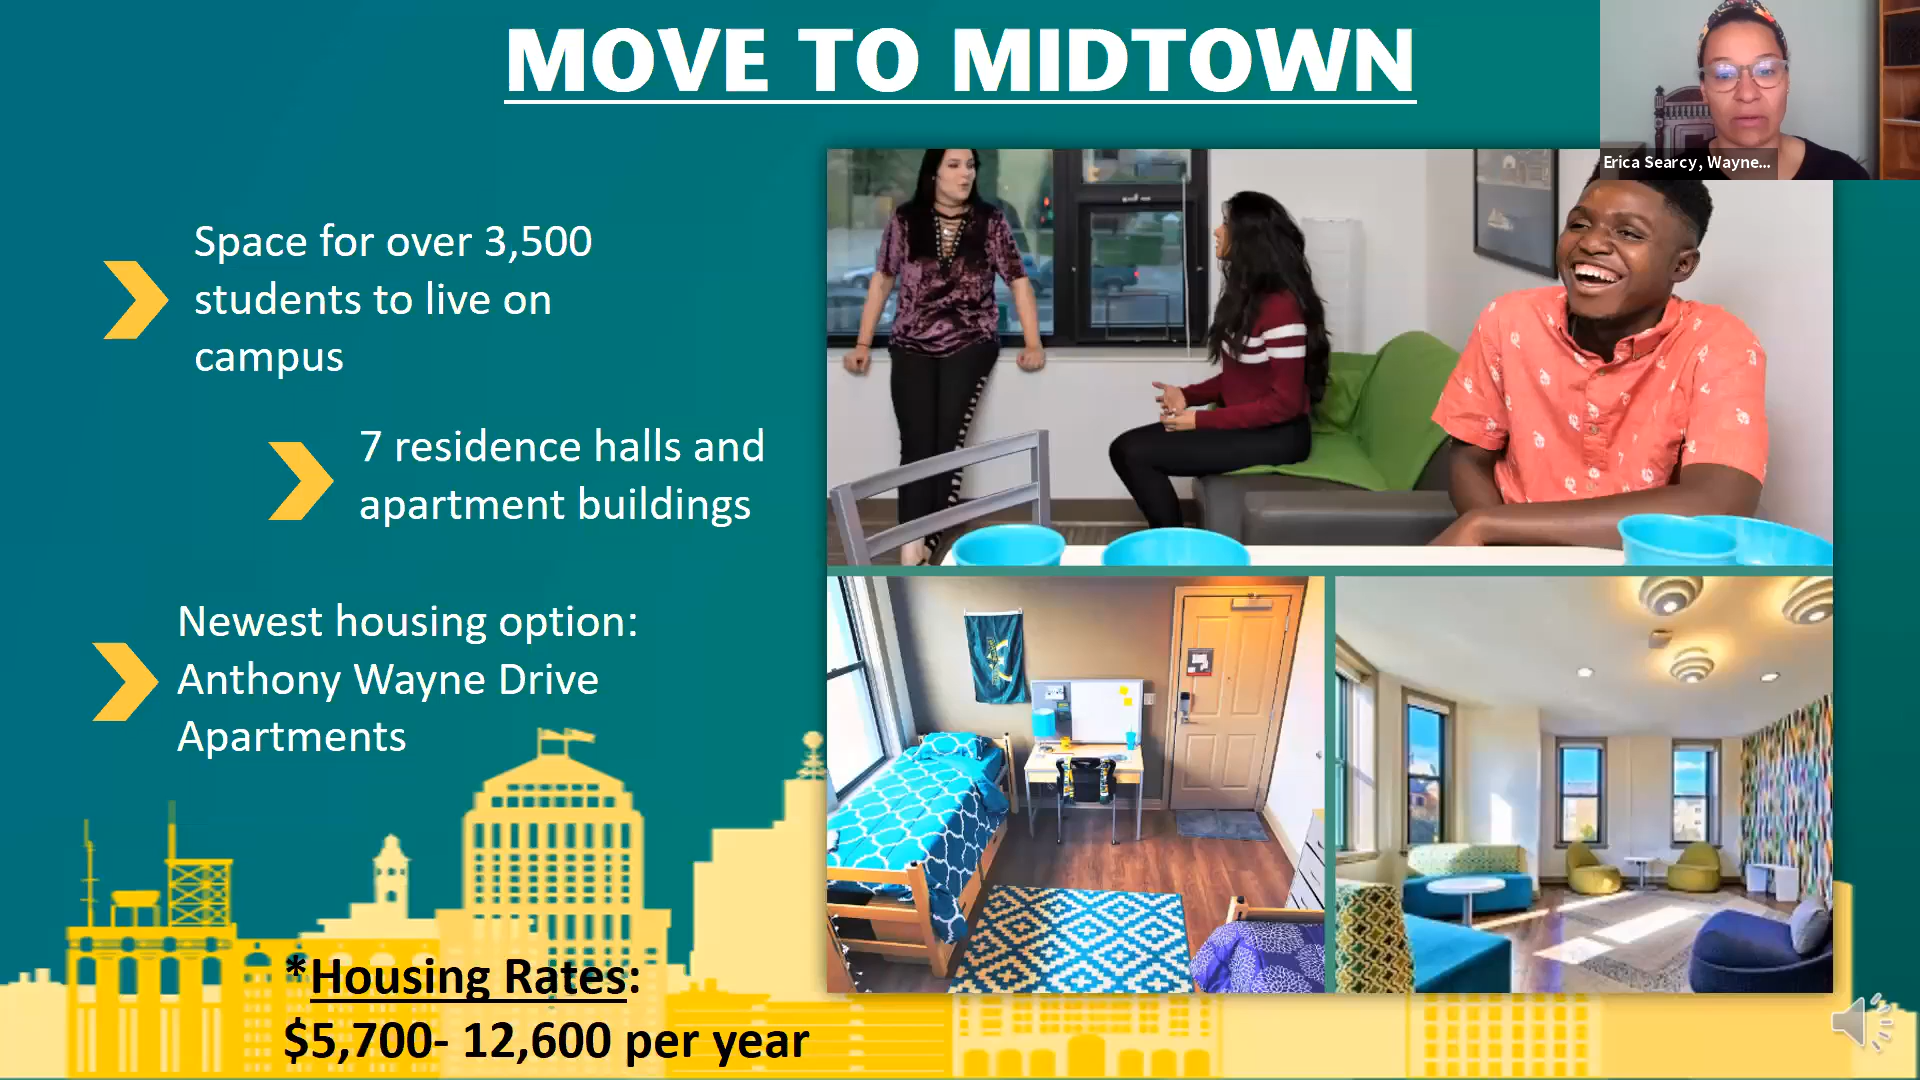 MOVE TO MIDTOWN
Erica Searcy, Wayne...
Space for over 3,500
students to live on
campus
7 residence halls and
apartment buildings
Newest housing option:
Anthony Wayne Drive
Apartments
*Housing Rates:
$5,700- 12,600 per year